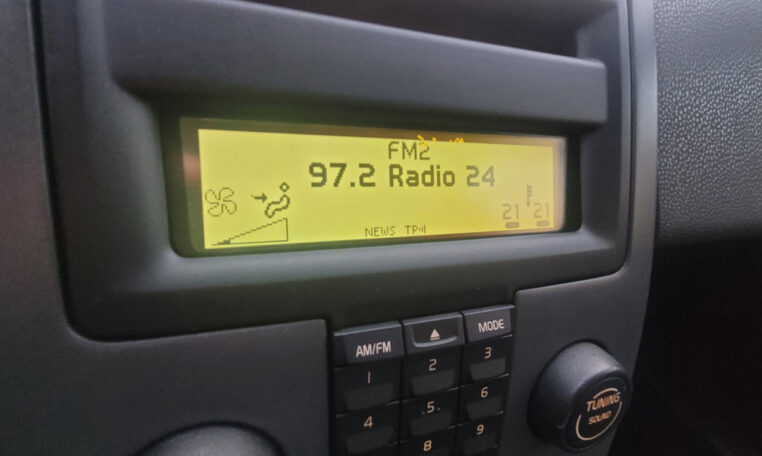 FM2
97.2 Radio 24
21 21
NEWS TP
AM/FM
MODE
1
2
3
4
5
6
8
9
TUNING
SOUND